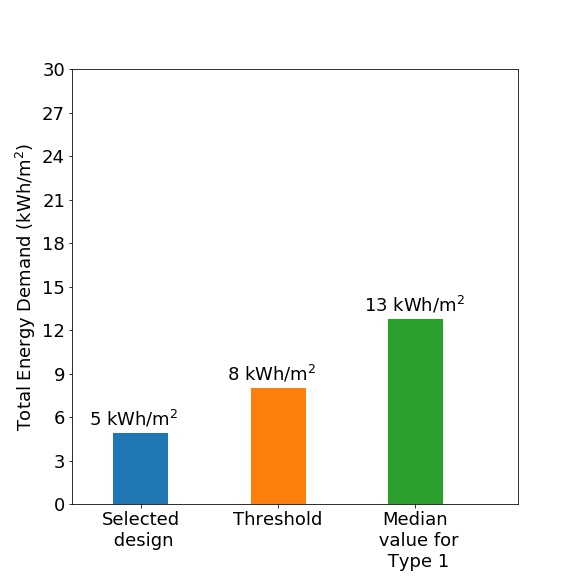 Total Energy Demand (kWh/m²)
30
27
24
21
18
15
12
9
6
3
0
13 kWh/m²
8 kWh/m²
5 kWh/m²
Selected
design
Threshold
Median
value for
Type 1